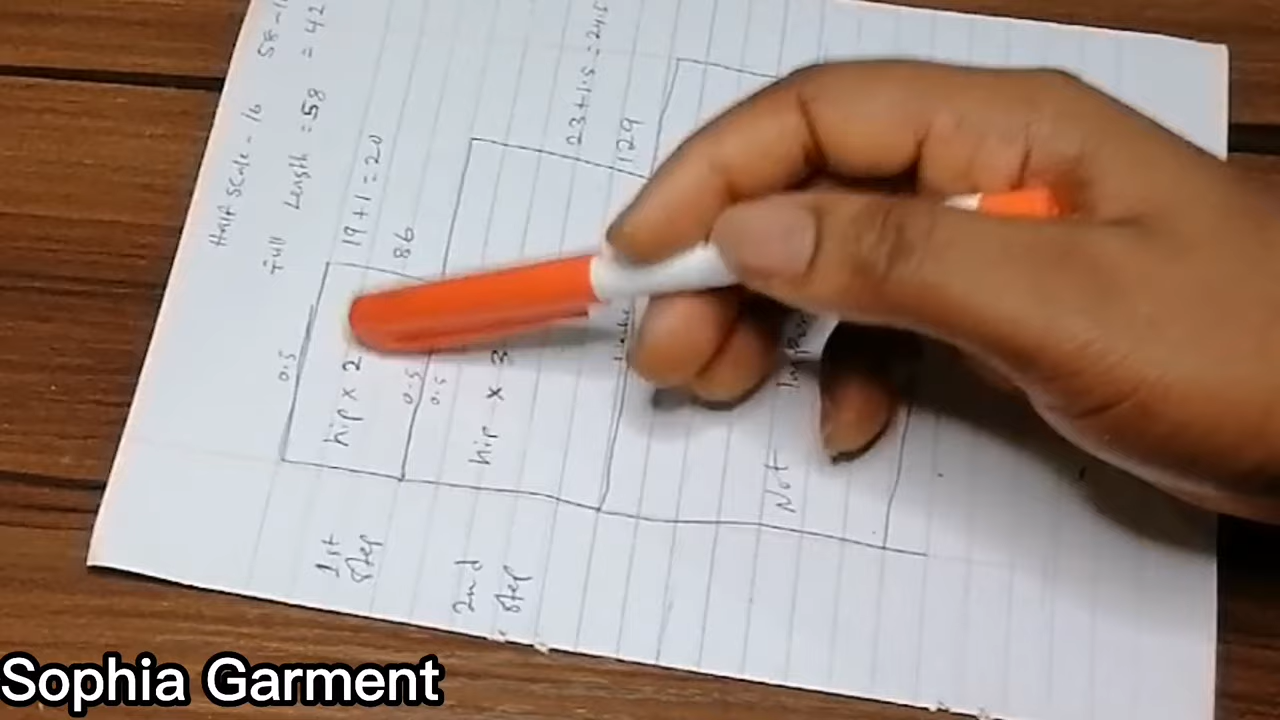 Half Scale - 16
Full Length = 58
58-1
= 42
0.5
19+1=20
1st
step
hip x 2
86
0.5
0.5
23+1.5=24.5
2nd
step
hip x 3
129
Not
Sophia Garment